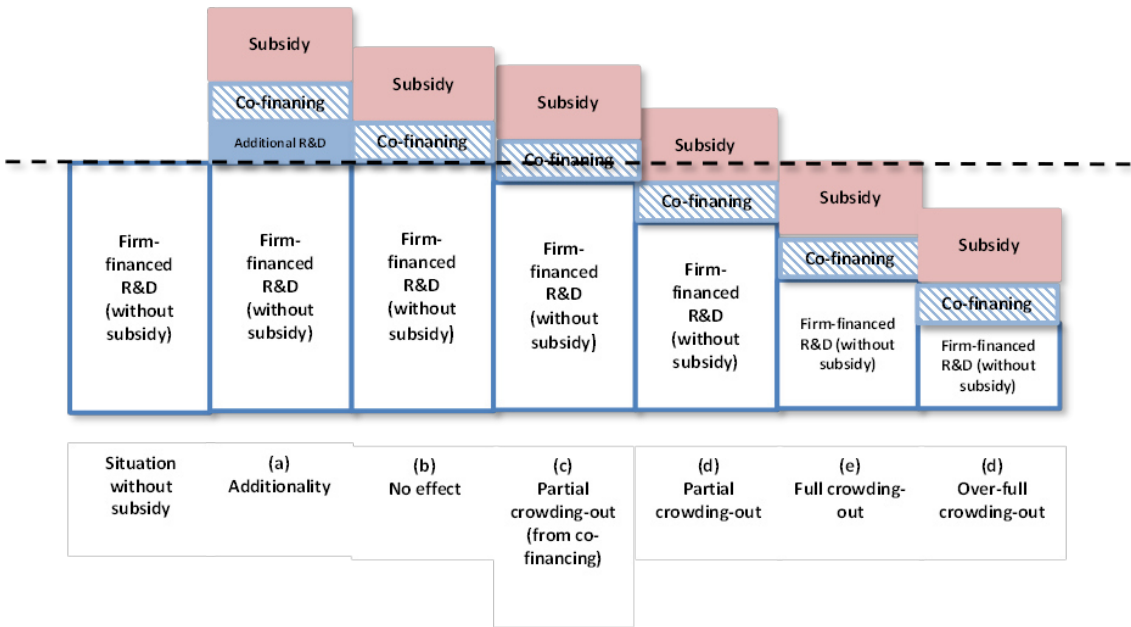 Subsidy
Co-finaning
Additional R&D
Subsidy
Co-finaning
Subsidy
Co-finaning
Subsidy
Co-finaning
Subsidy
Co-finaning
Subsidy
Co-finaning
Firm-
financed
R&D
(without
subsidy)
Firm-
financed
R&D
(without
subsidy)
Firm-
financed
R&D
(without
subsidy)
Firm-
financed
R&D
(without
subsidy)
Firm-
financed
R&D
(without
subsidy)
Firm-financed
R&D (without
subsidy)
Firm-financed
R&D (without
subsidy)
Situation
without
subsidy
(a)
Additionality
(b)
No effect
(c)
Partial
crowding-out
(from co-
financing)
(d)
Partial
crowding-out
(e)
Full crowding-
out
(d)
Over-full
crowding-out